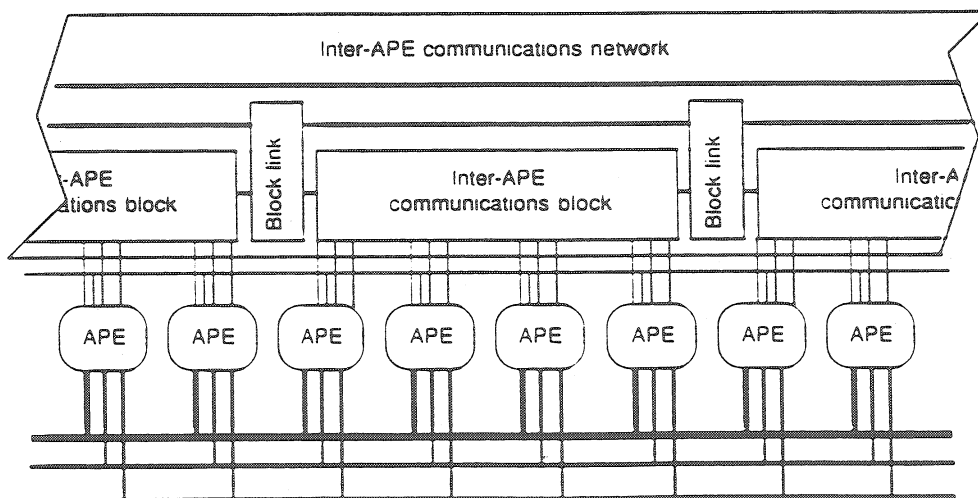 Inter-APE communications network
Block link
Block link
r-APE
ations block
Inter-APE
communications block
Inter-A
communicatio
APE
APE
APE
APE
APE
APE
APE
APE